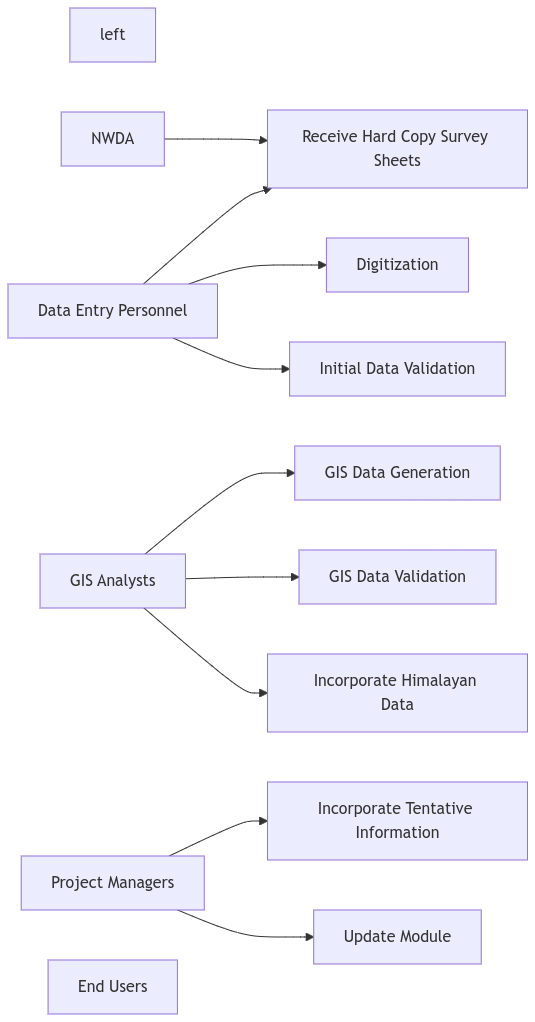 left
NWDA
Receive Hard Copy Survey
Sheets
Digitization
Data Entry Personnel
Initial Data Validation
GIS Data Generation
GIS Analysts
GIS Data Validation
Incorporate Himalayan
Data
Incorporate Tentative
Information
Project Managers
Update Module
End Users